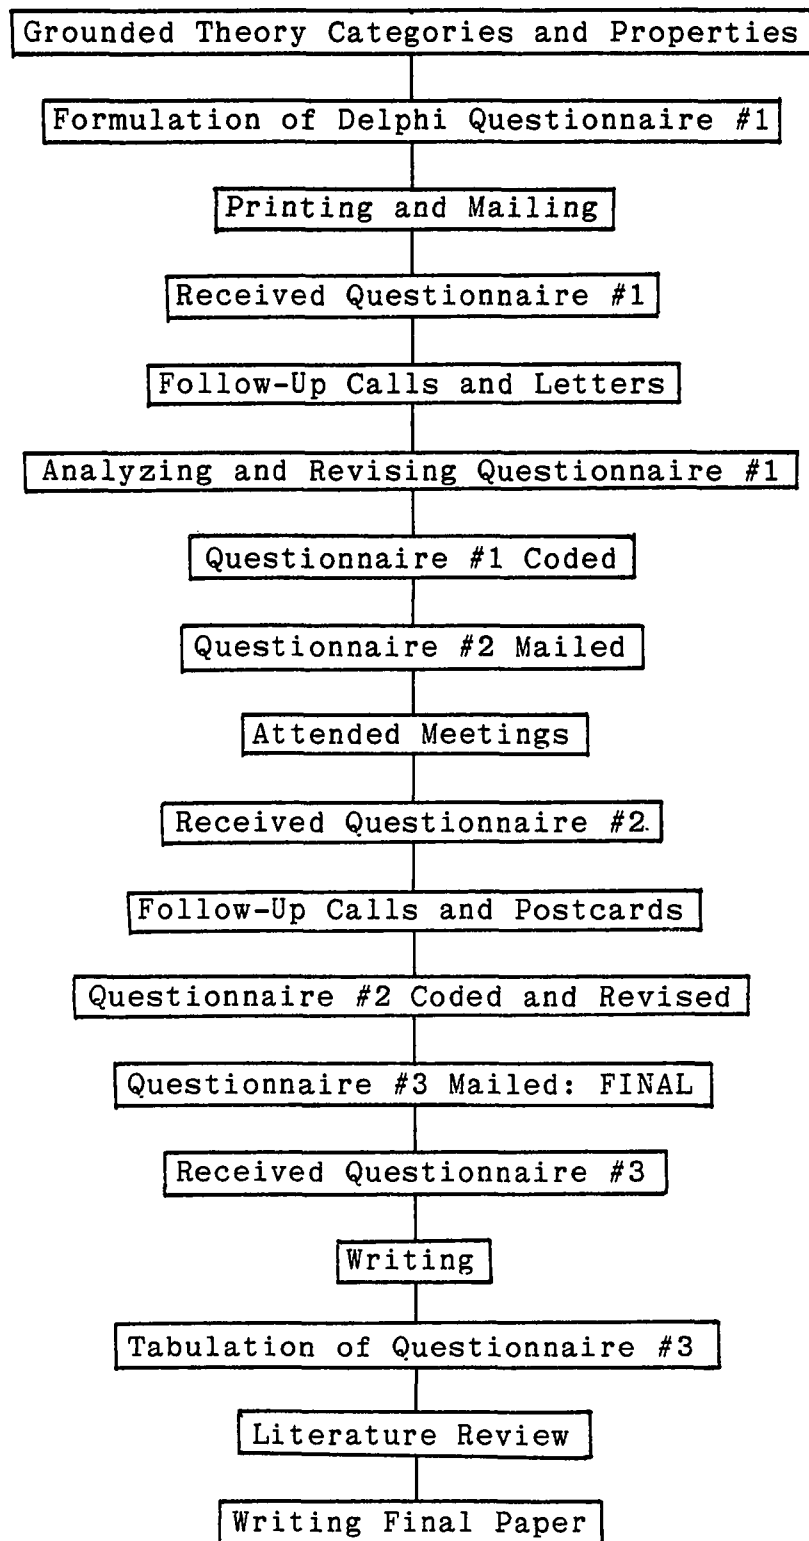 Grounded Theory Categories and Properties
Formulation of Delphi Questionnaire #1
Printing and Mailing
Received Questionnaire #1
Follow-Up Calls and Letters
Analyzing and Revising Questionnaire #1
Questionnaire #1 Coded
Questionnaire #2 Mailed
Attended Meetings
Received Questionnaire #2.
Follow-Up Calls and Postcards
Questionnaire #2 Coded and Revised
Questionnaire #3 Mailed: FINAL
Received Questionnaire #3
Writing
Tabulation of Questionnaire #3
Literature Review
Writing Final Paper